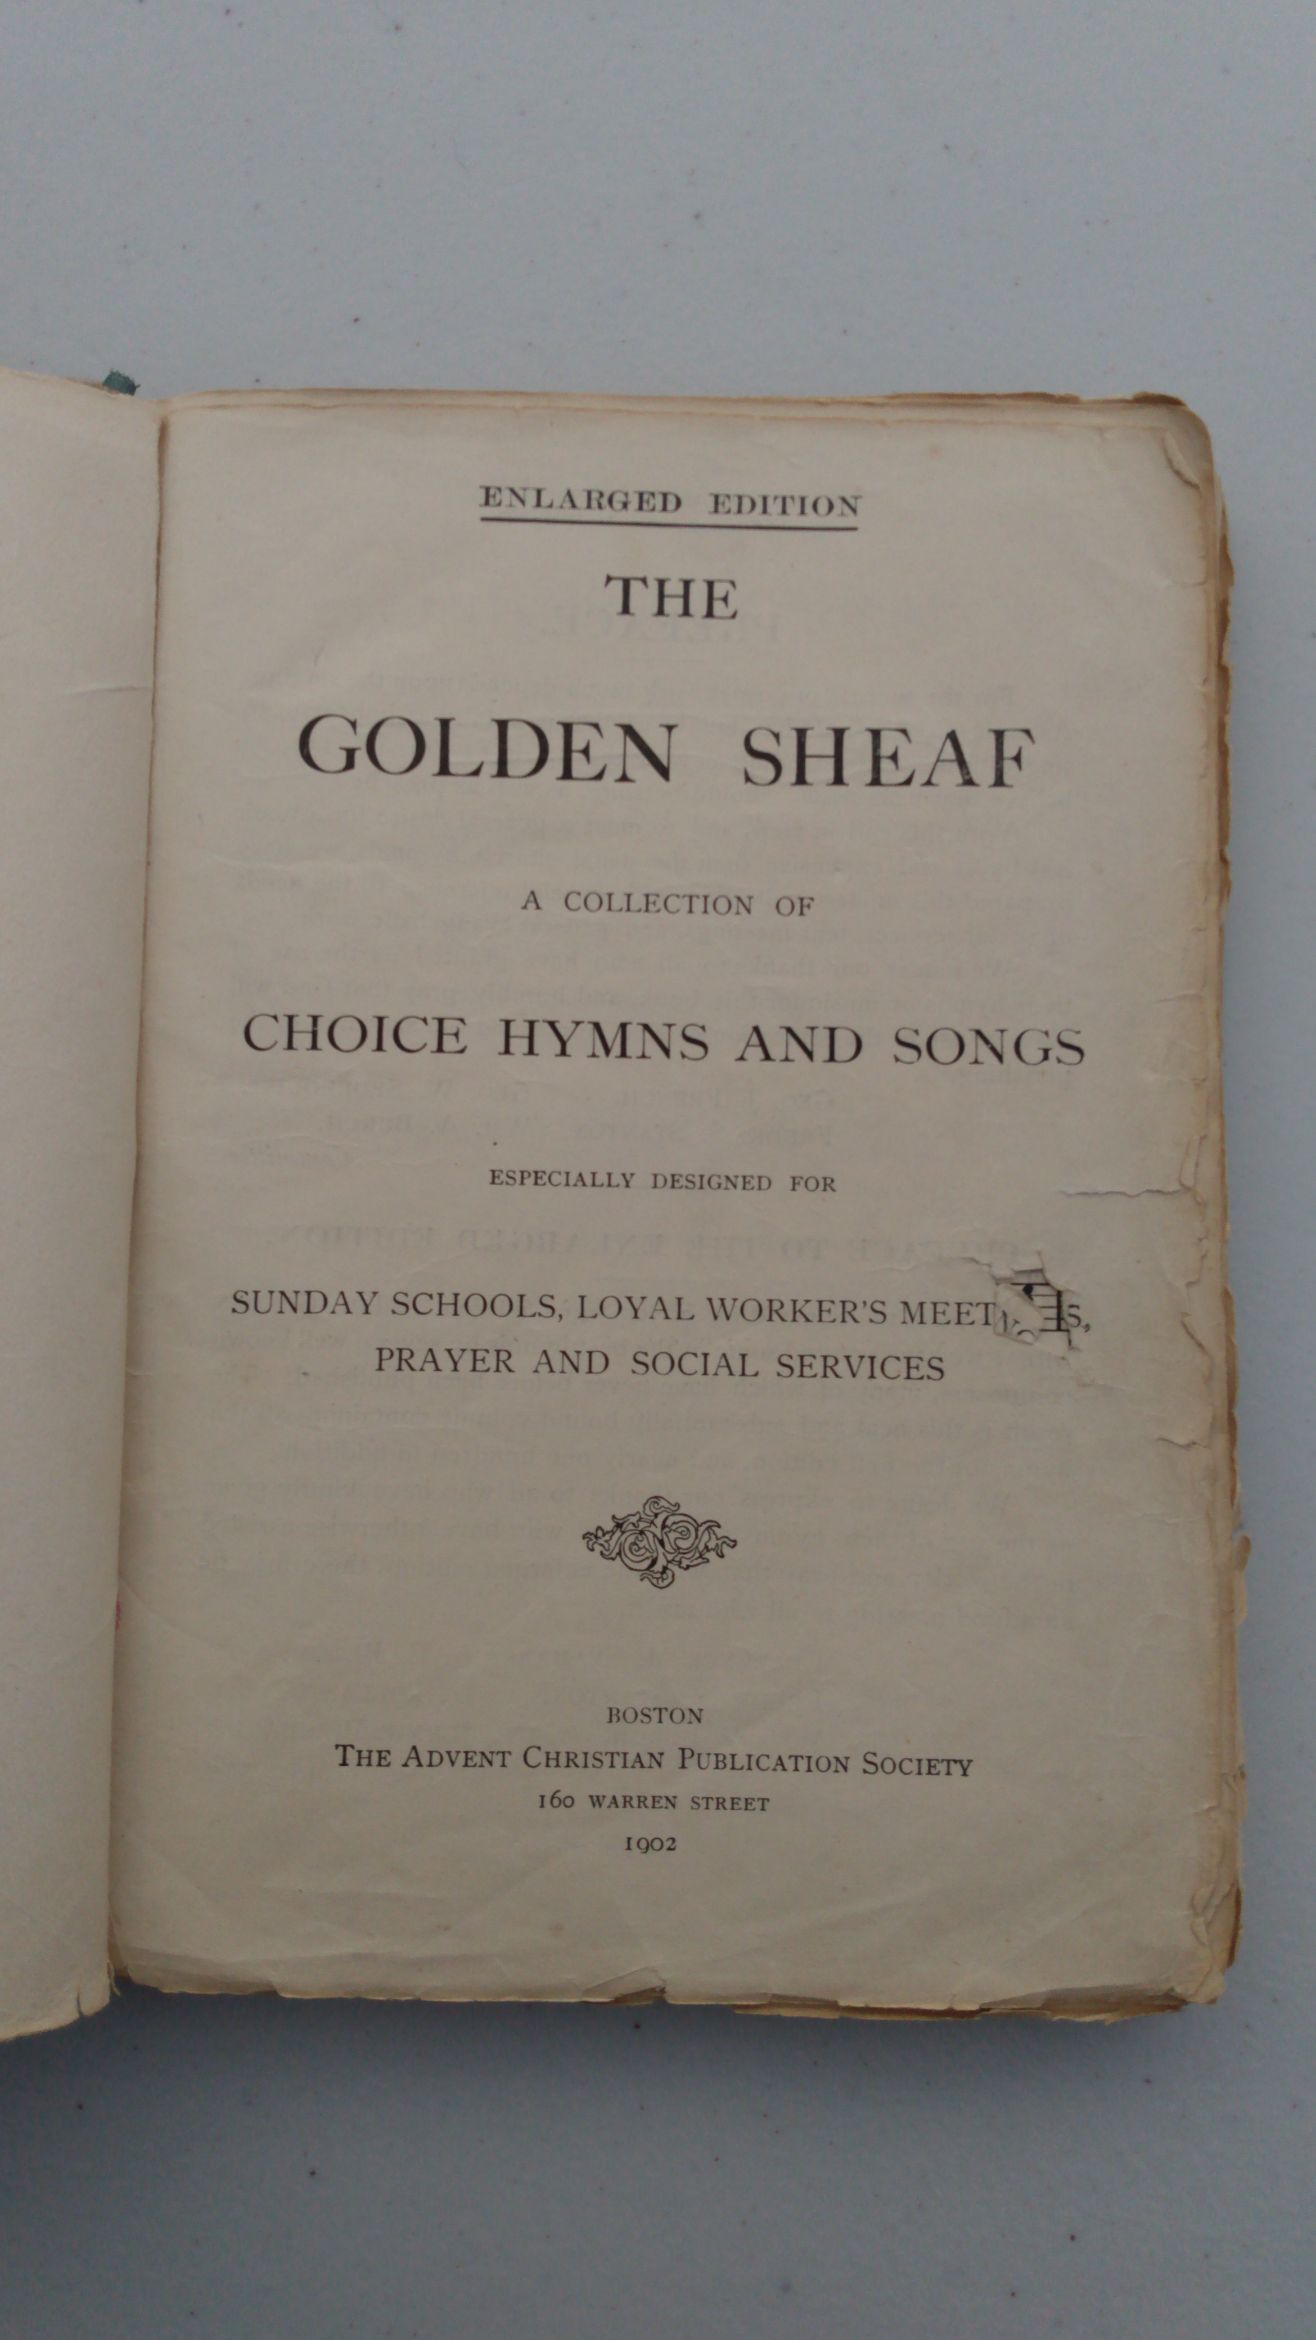 ENLARGED EDITION
THE
GOLDEN SHEAF
A COLLECTION OF
CHOICE HYMNS AND SONGS
ESPECIALLY DESIGNED FOR
SUNDAY SCHOOLS, LOYAL WORKER'S
PRAYER AND SOCIAL SERVICES
BOSTON
THE ADVENT CHRISTIAN PUBLICATION SOCIETY
160 WARREN STREET
1902